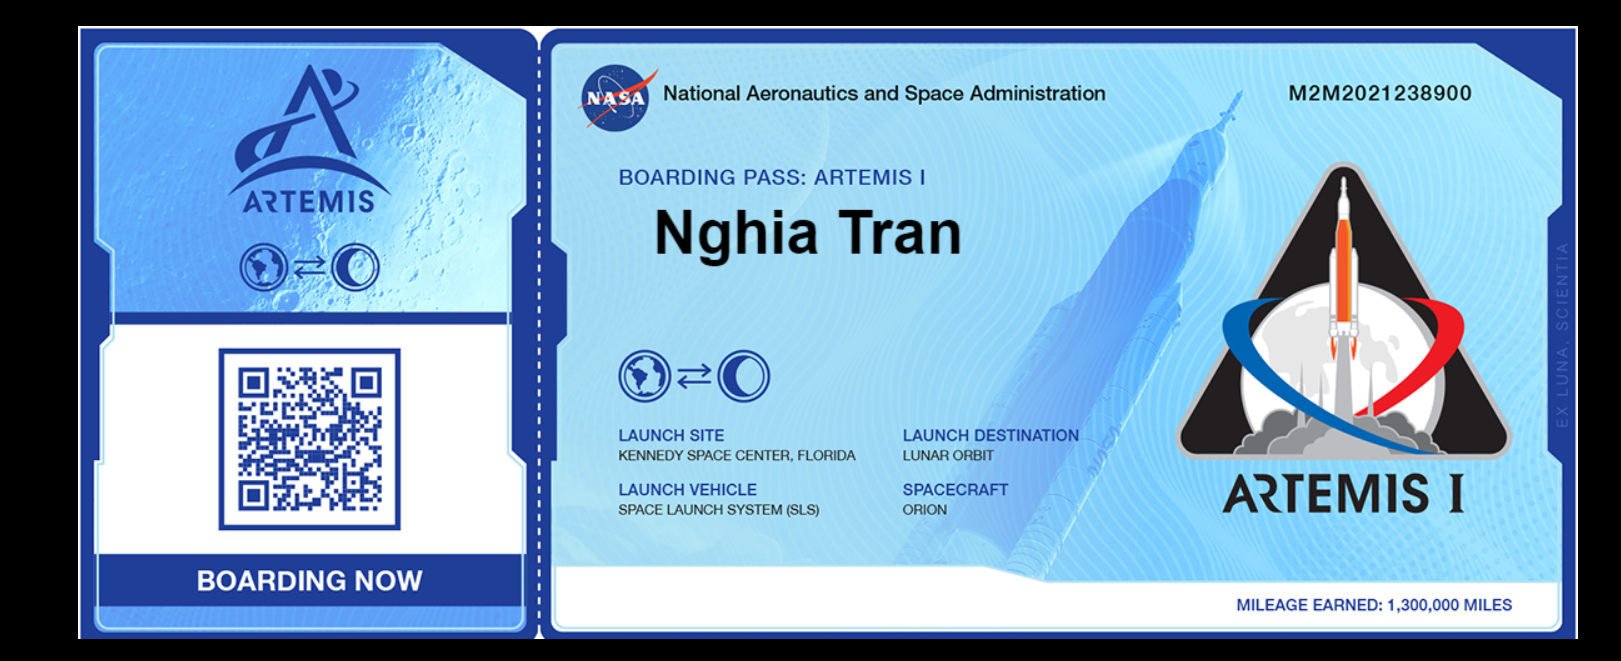 ARTEMIS
BOARDING NOW
NASA
National Aeronautics and Space Administration
M2M2021238900
BOARDING PASS: ARTEMIS I
Nghia Tran
LAUNCH SITE
KENNEDY SPACE CENTER, FLORIDA
LAUNCH DESTINATION
LUNAR ORBIT
LAUNCH VEHICLE
SPACE LAUNCH SYSTEM (SLS)
SPACECRAFT
ORION
NASA
ARTEMIS I
EX LUNA, SCIENTIA
MILEAGE EARNED: 1,300,000 MILES